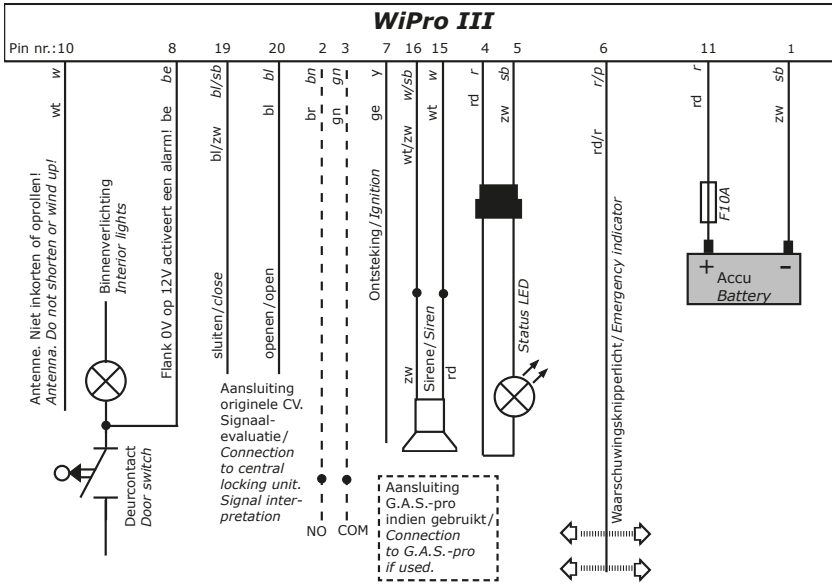 WiPro III
Pin nr.:10 8 19 20 2 3 7 16 15 4 5 6 11 1
w be bl/sb bl bn gn y w/sb w r sb r/p r sb
wt be bl/zw bl br gn ge wt/zw wt rd zw rd/r rd zw
Antenne. Niet inkorten of oprollen!
Antenna. Do not shorten or wind up!
Binnenverlichting
Interior lights
Flank 0V op 12V activeert een alarm!
Deurcontact
Door switch
sluiten/close
openen/open
Aansluiting
originele CV.
Signaal-
evaluatie/
Connection
to central
locking unit.
Signal inter-
pretation
NO COM
Ontsteking/Ignition
zw
Sirene/Siren
rd
Aansluiting
G.A.S.-pro
indien gebruikt/
Connection
to G.A.S.-pro
if used.
Status LED
Waarschuwingsknipperlicht/Emergency indicator
F10A
+ -
Accu
Battery